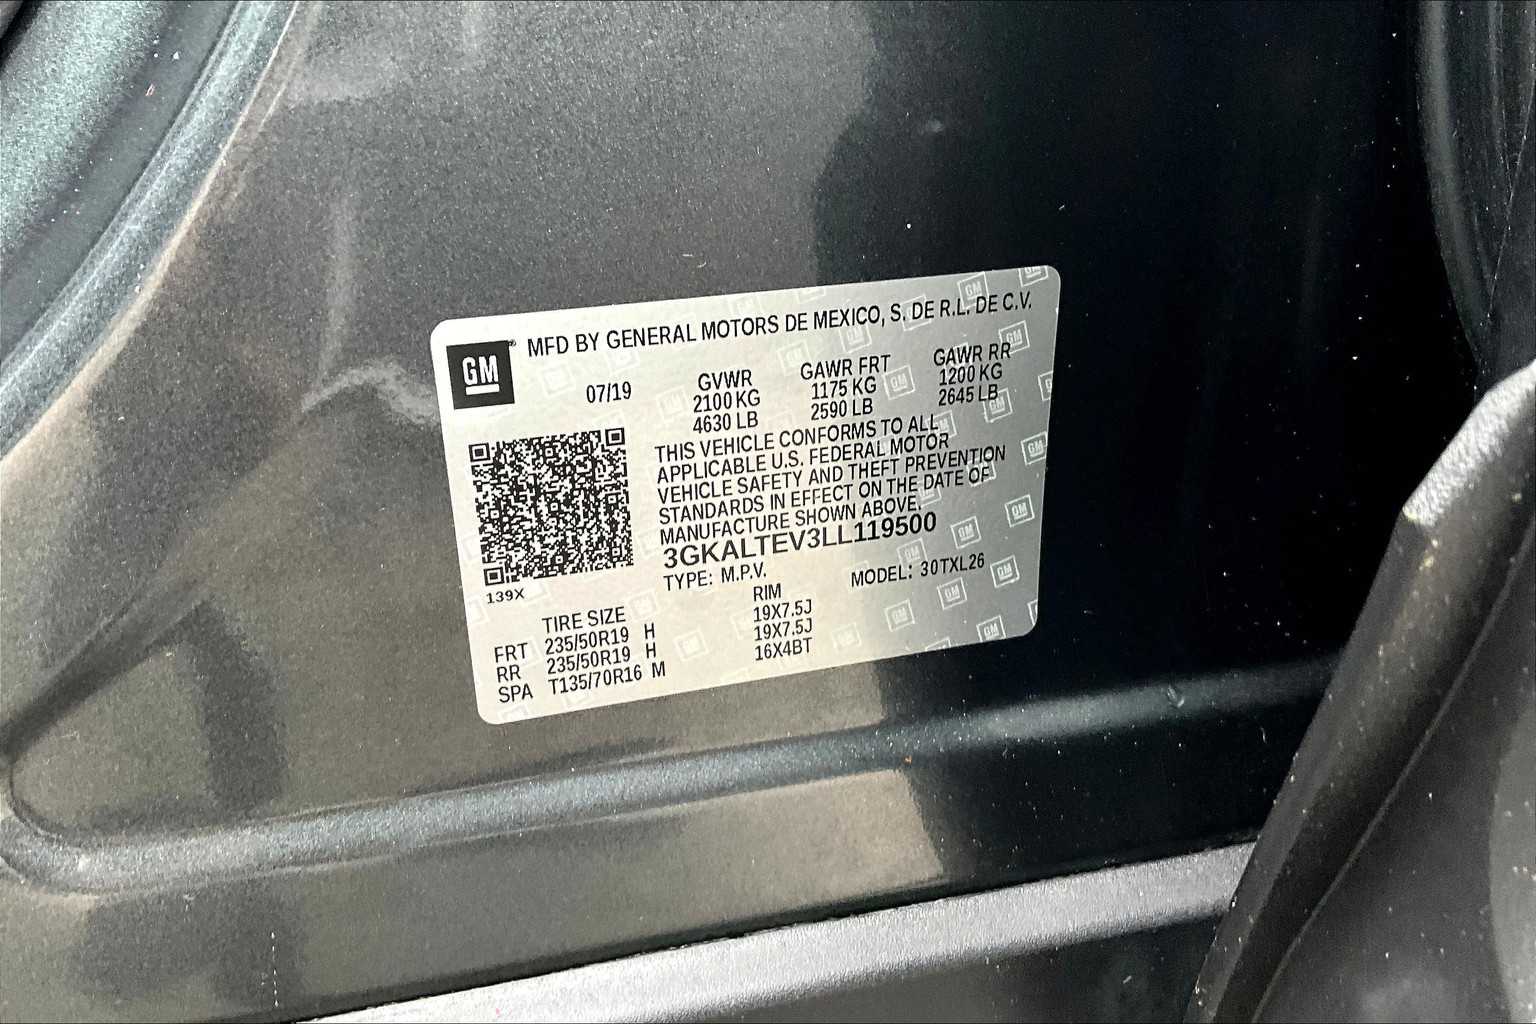 MFD BY GENERAL MOTORS DE MEXICO, S. DE R.L. DE C.V.
GM
07/19
GVWR
2100 KG
4630 LB
GAWR FRT
1175 KG
2590 LB
GAWR RR
1200 KG
2645 LB
THIS VEHICLE CONFORMS TO ALL
APPLICABLE U.S. FEDERAL MOTOR
VEHICLE SAFETY AND THEFT PREVENTION
STANDARDS IN EFFECT ON THE DATE OF
MANUFACTURE SHOWN ABOVE.
3GKALTEV3LL119500
TYPE: M.P.V. MODEL: 30TXL26
139X
TIRE SIZE RIM
FRT 235/50R19 H 19X7.5J
RR 235/50R19 H 19X7.5J
SPA T135/70R16 M 16X4BT